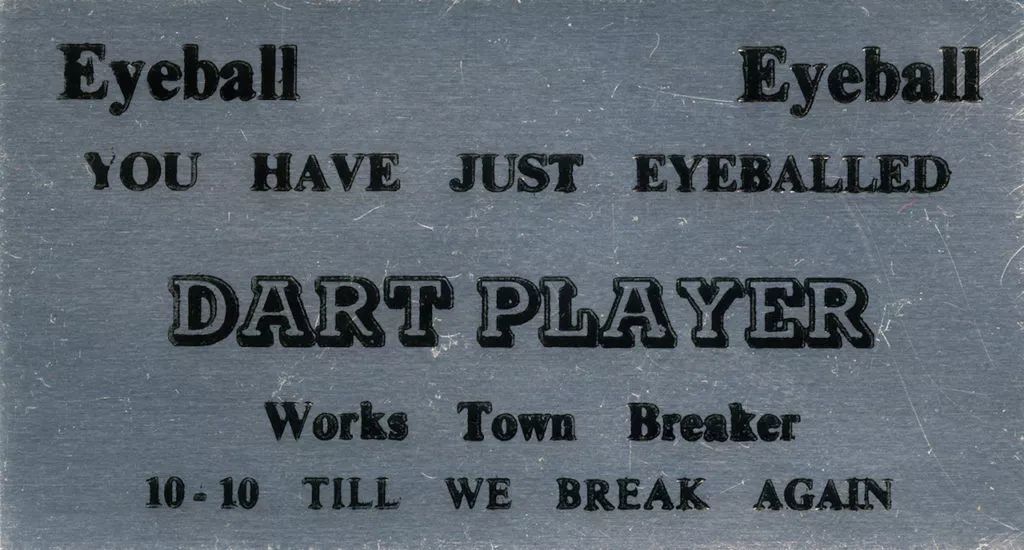 Eyeball Eyeball
YOU HAVE JUST EYEBALLED
DART PLAYER
Works Town Breaker
10-10 TILL WE BREAK AGAIN